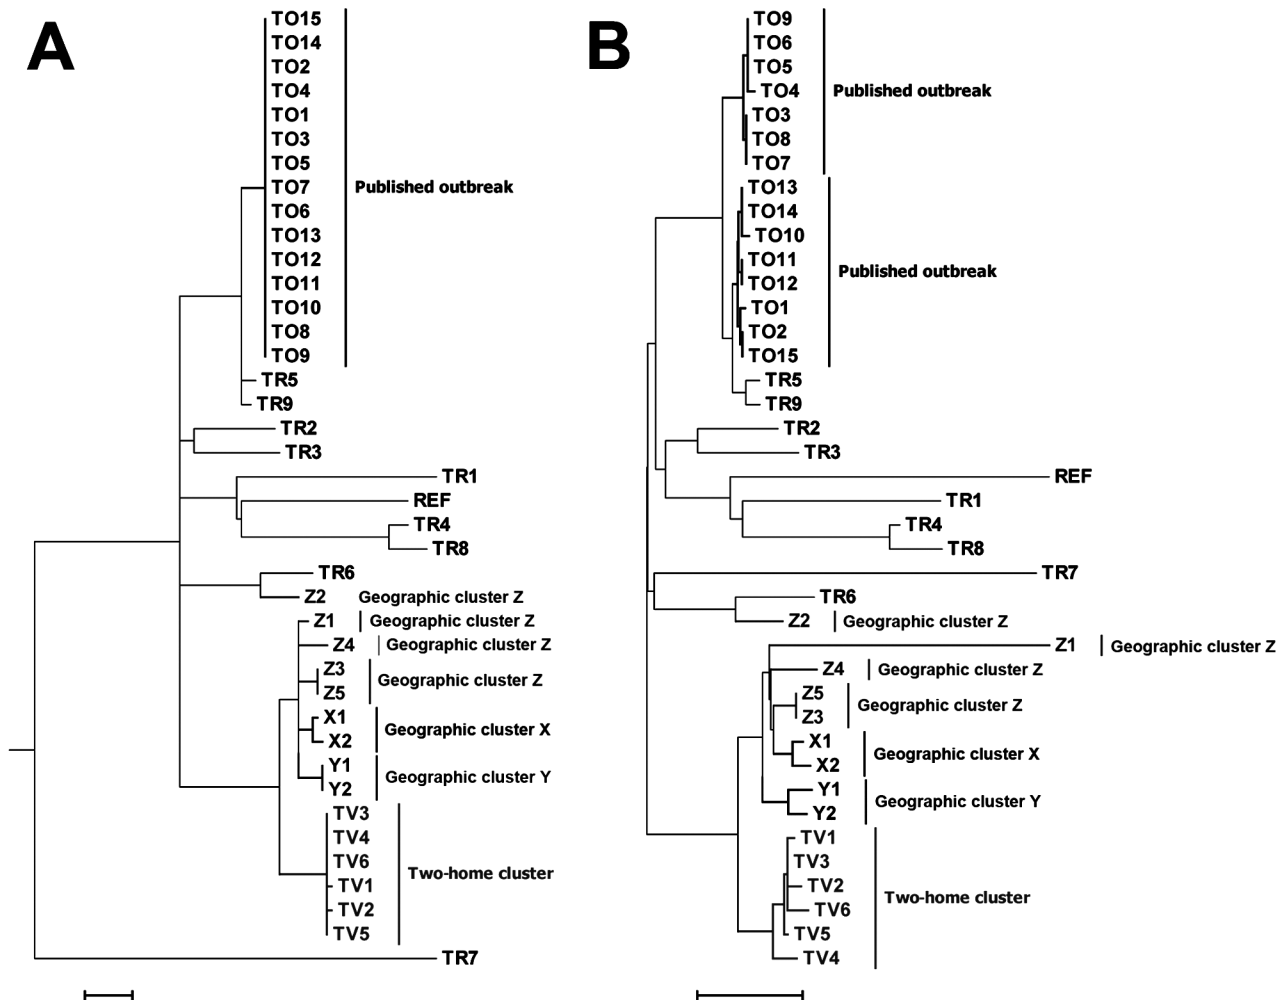 A
TO15
TO14
TO2
TO4
TO1
TO3
TO5
TO7
Published outbreak
TO6
TO13
TO12
TO11
TO10
TO8
TO9
TR5
TR9
TR2
TR3
TR1
REF
TR4
TR8
TR6
Z2 Geographic cluster Z
Z1 Geographic cluster Z
Z4 Geographic cluster Z
Z3
Geographic cluster Z
Z5
X1
Geographic cluster X
X2
Y1
Geographic cluster Y
Y2
TV3
TV4
TV6
Two-home cluster
TV1
TV2
TV5
TR7
B
TO9
TO6
TO5
TO4
Published outbreak
TO3
TO8
TO7
TO13
TO14
TO10
TO11
Published outbreak
TO12
TO1
TO2
TO15
TR5
TR9
TR2
TR3
REF
TR1
TR4
TR8
TR7
TR6
Z2 Geographic cluster Z
Z1 Geographic cluster Z
Z4 Geographic cluster Z
Z5
Geographic cluster Z
Z3
X1
Geographic cluster X
X2
Y1
Geographic cluster Y
Y2
TV1
TV3
TV2
Two-home cluster
TV6
TV5
TV4